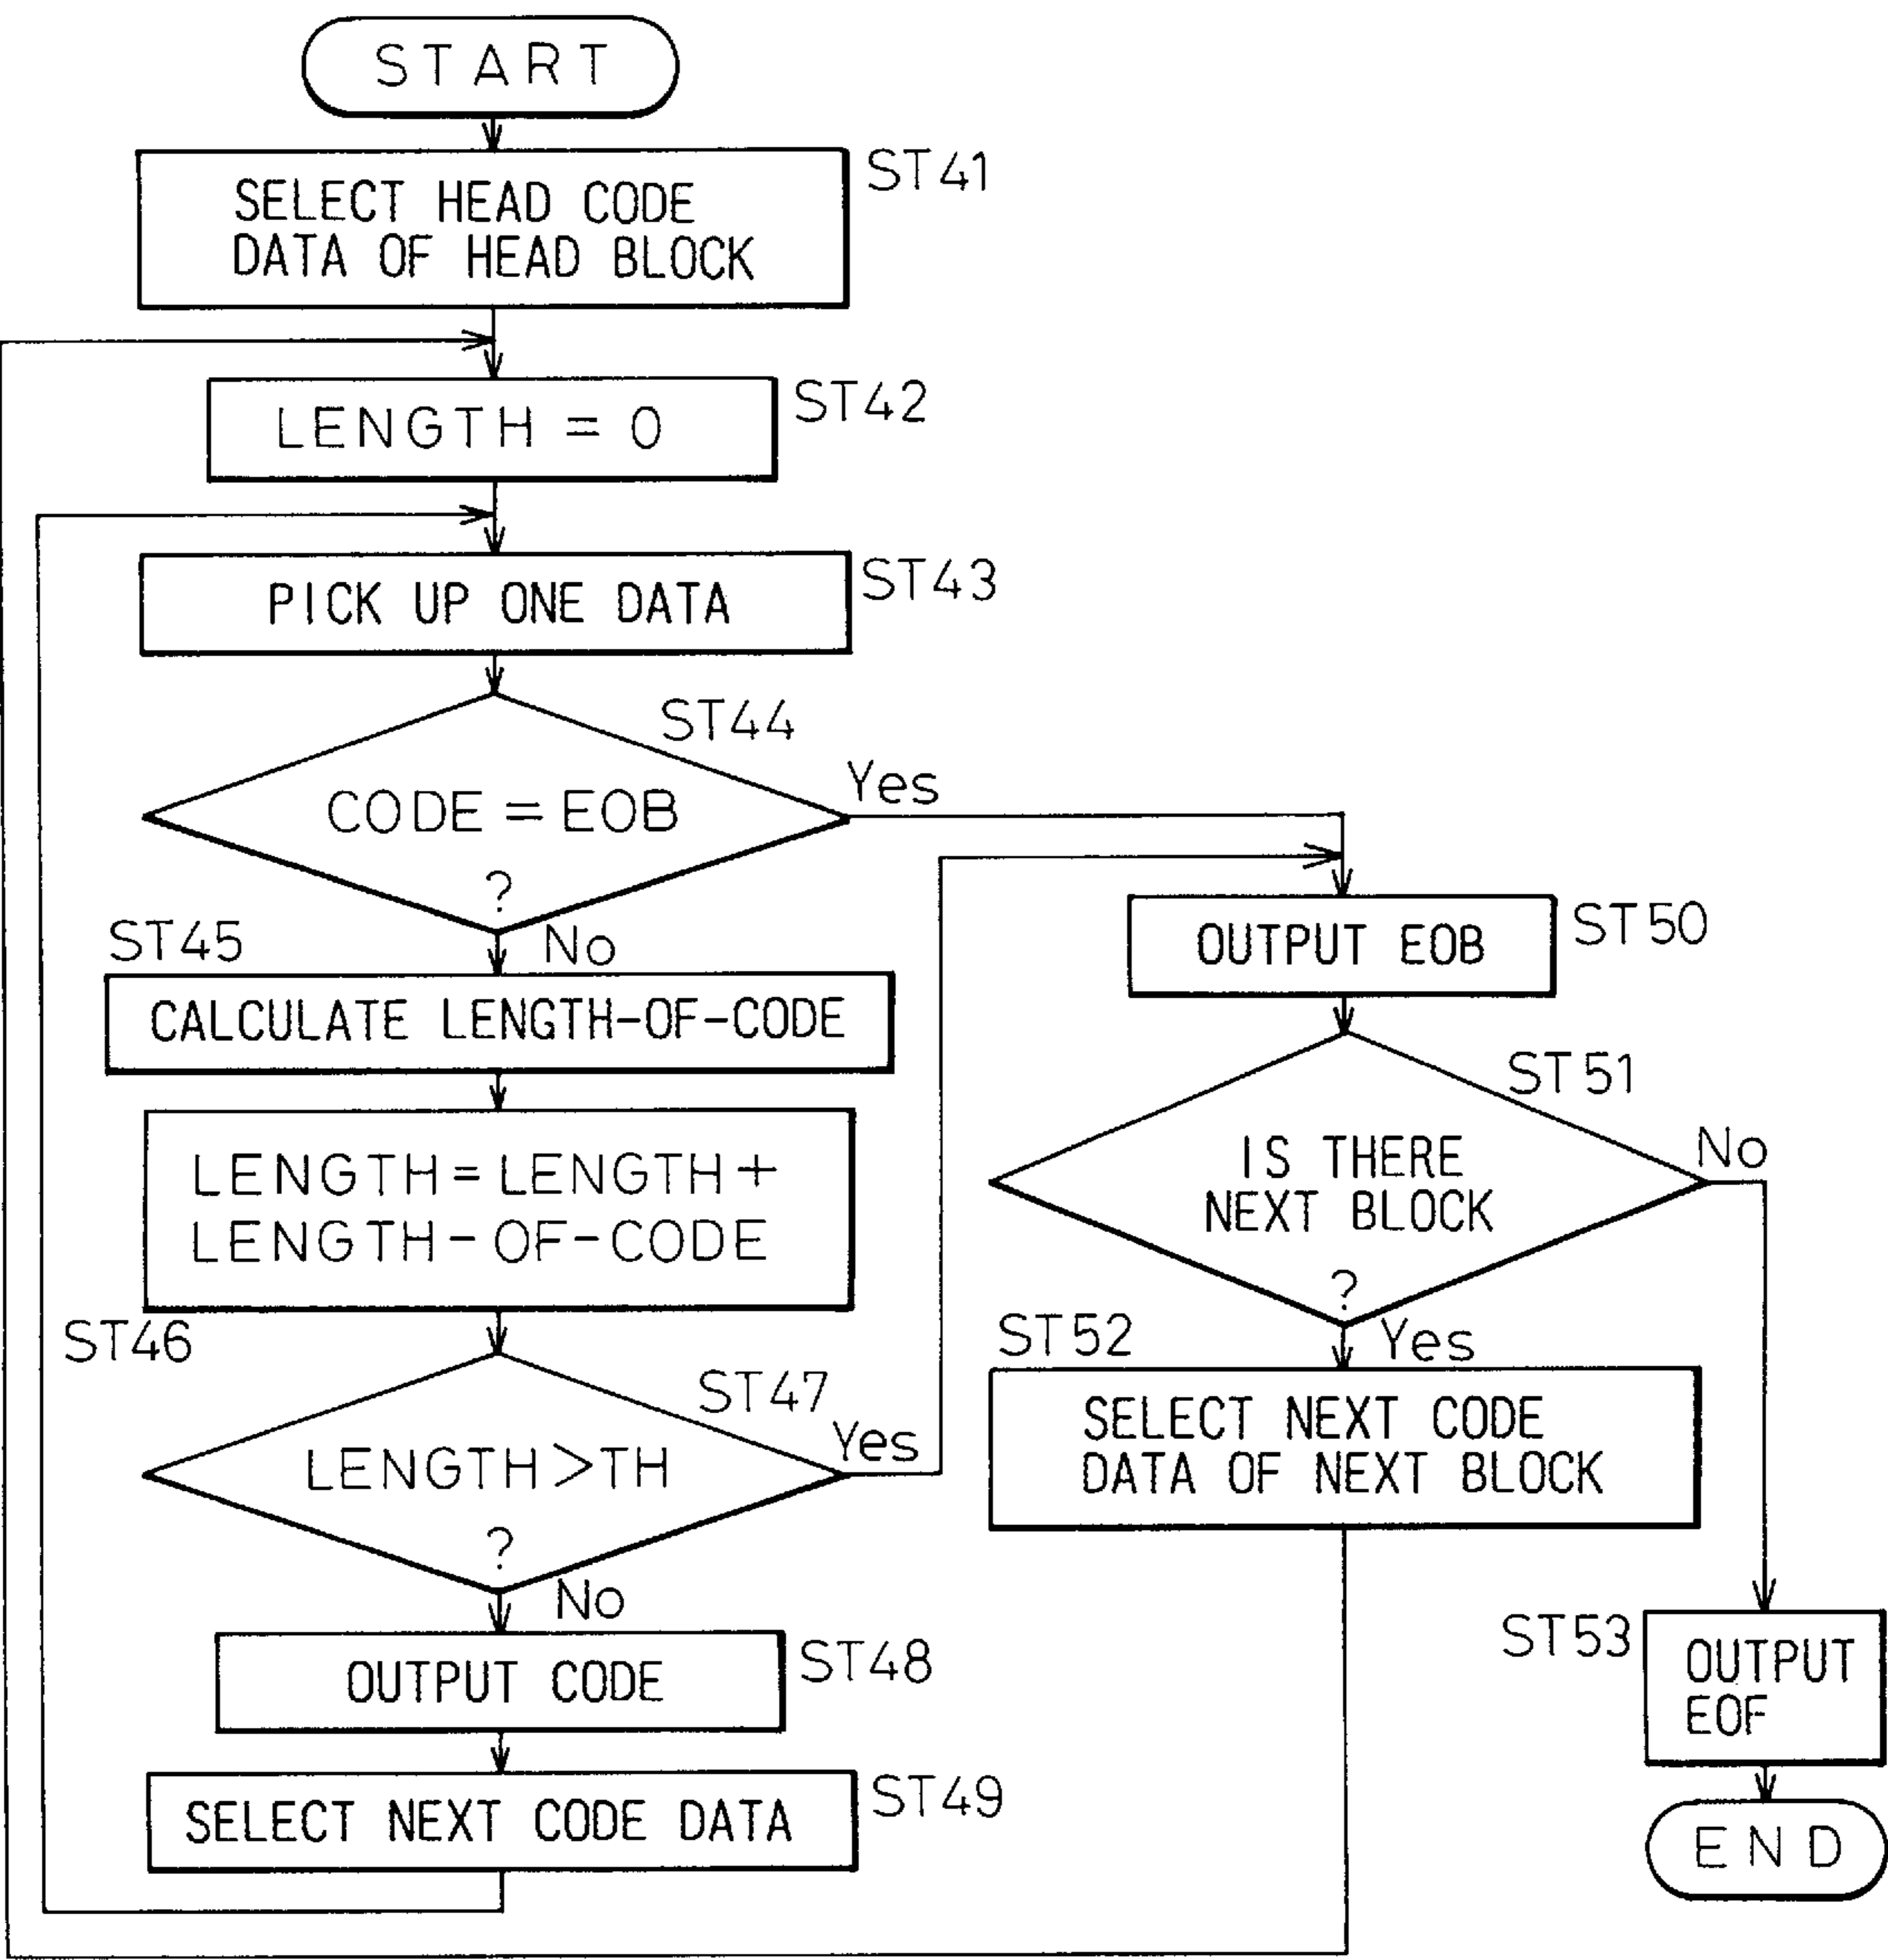 START
ST41
SELECT HEAD CODE
DATA OF HEAD BLOCK
ST42
LENGTH = 0
ST43
PICK UP ONE DATA
ST44
CODE = EOB
?
Yes
No
ST45
CALCULATE LENGTH-OF-CODE
LENGTH = LENGTH +
LENGTH-OF-CODE
ST46
ST47
LENGTH>TH
?
Yes
No
ST48
OUTPUT CODE
ST49
SELECT NEXT CODE DATA
ST50
OUTPUT EOB
ST51
IS THERE
NEXT BLOCK
?
No
Yes
ST52
SELECT NEXT CODE
DATA OF NEXT BLOCK
ST53
OUTPUT
EOF
END